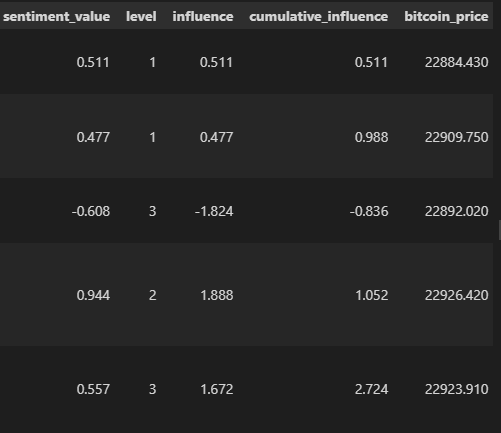 sentiment_value level influence cumulative_influence bitcoin_price
0.511 1 0.511 0.511 22884.430
0.477 1 0.477 0.988 22909.750
-0.608 3 -1.824 -0.836 22892.020
0.944 2 1.888 1.052 22926.420
0.557 3 1.672 2.724 22923.910